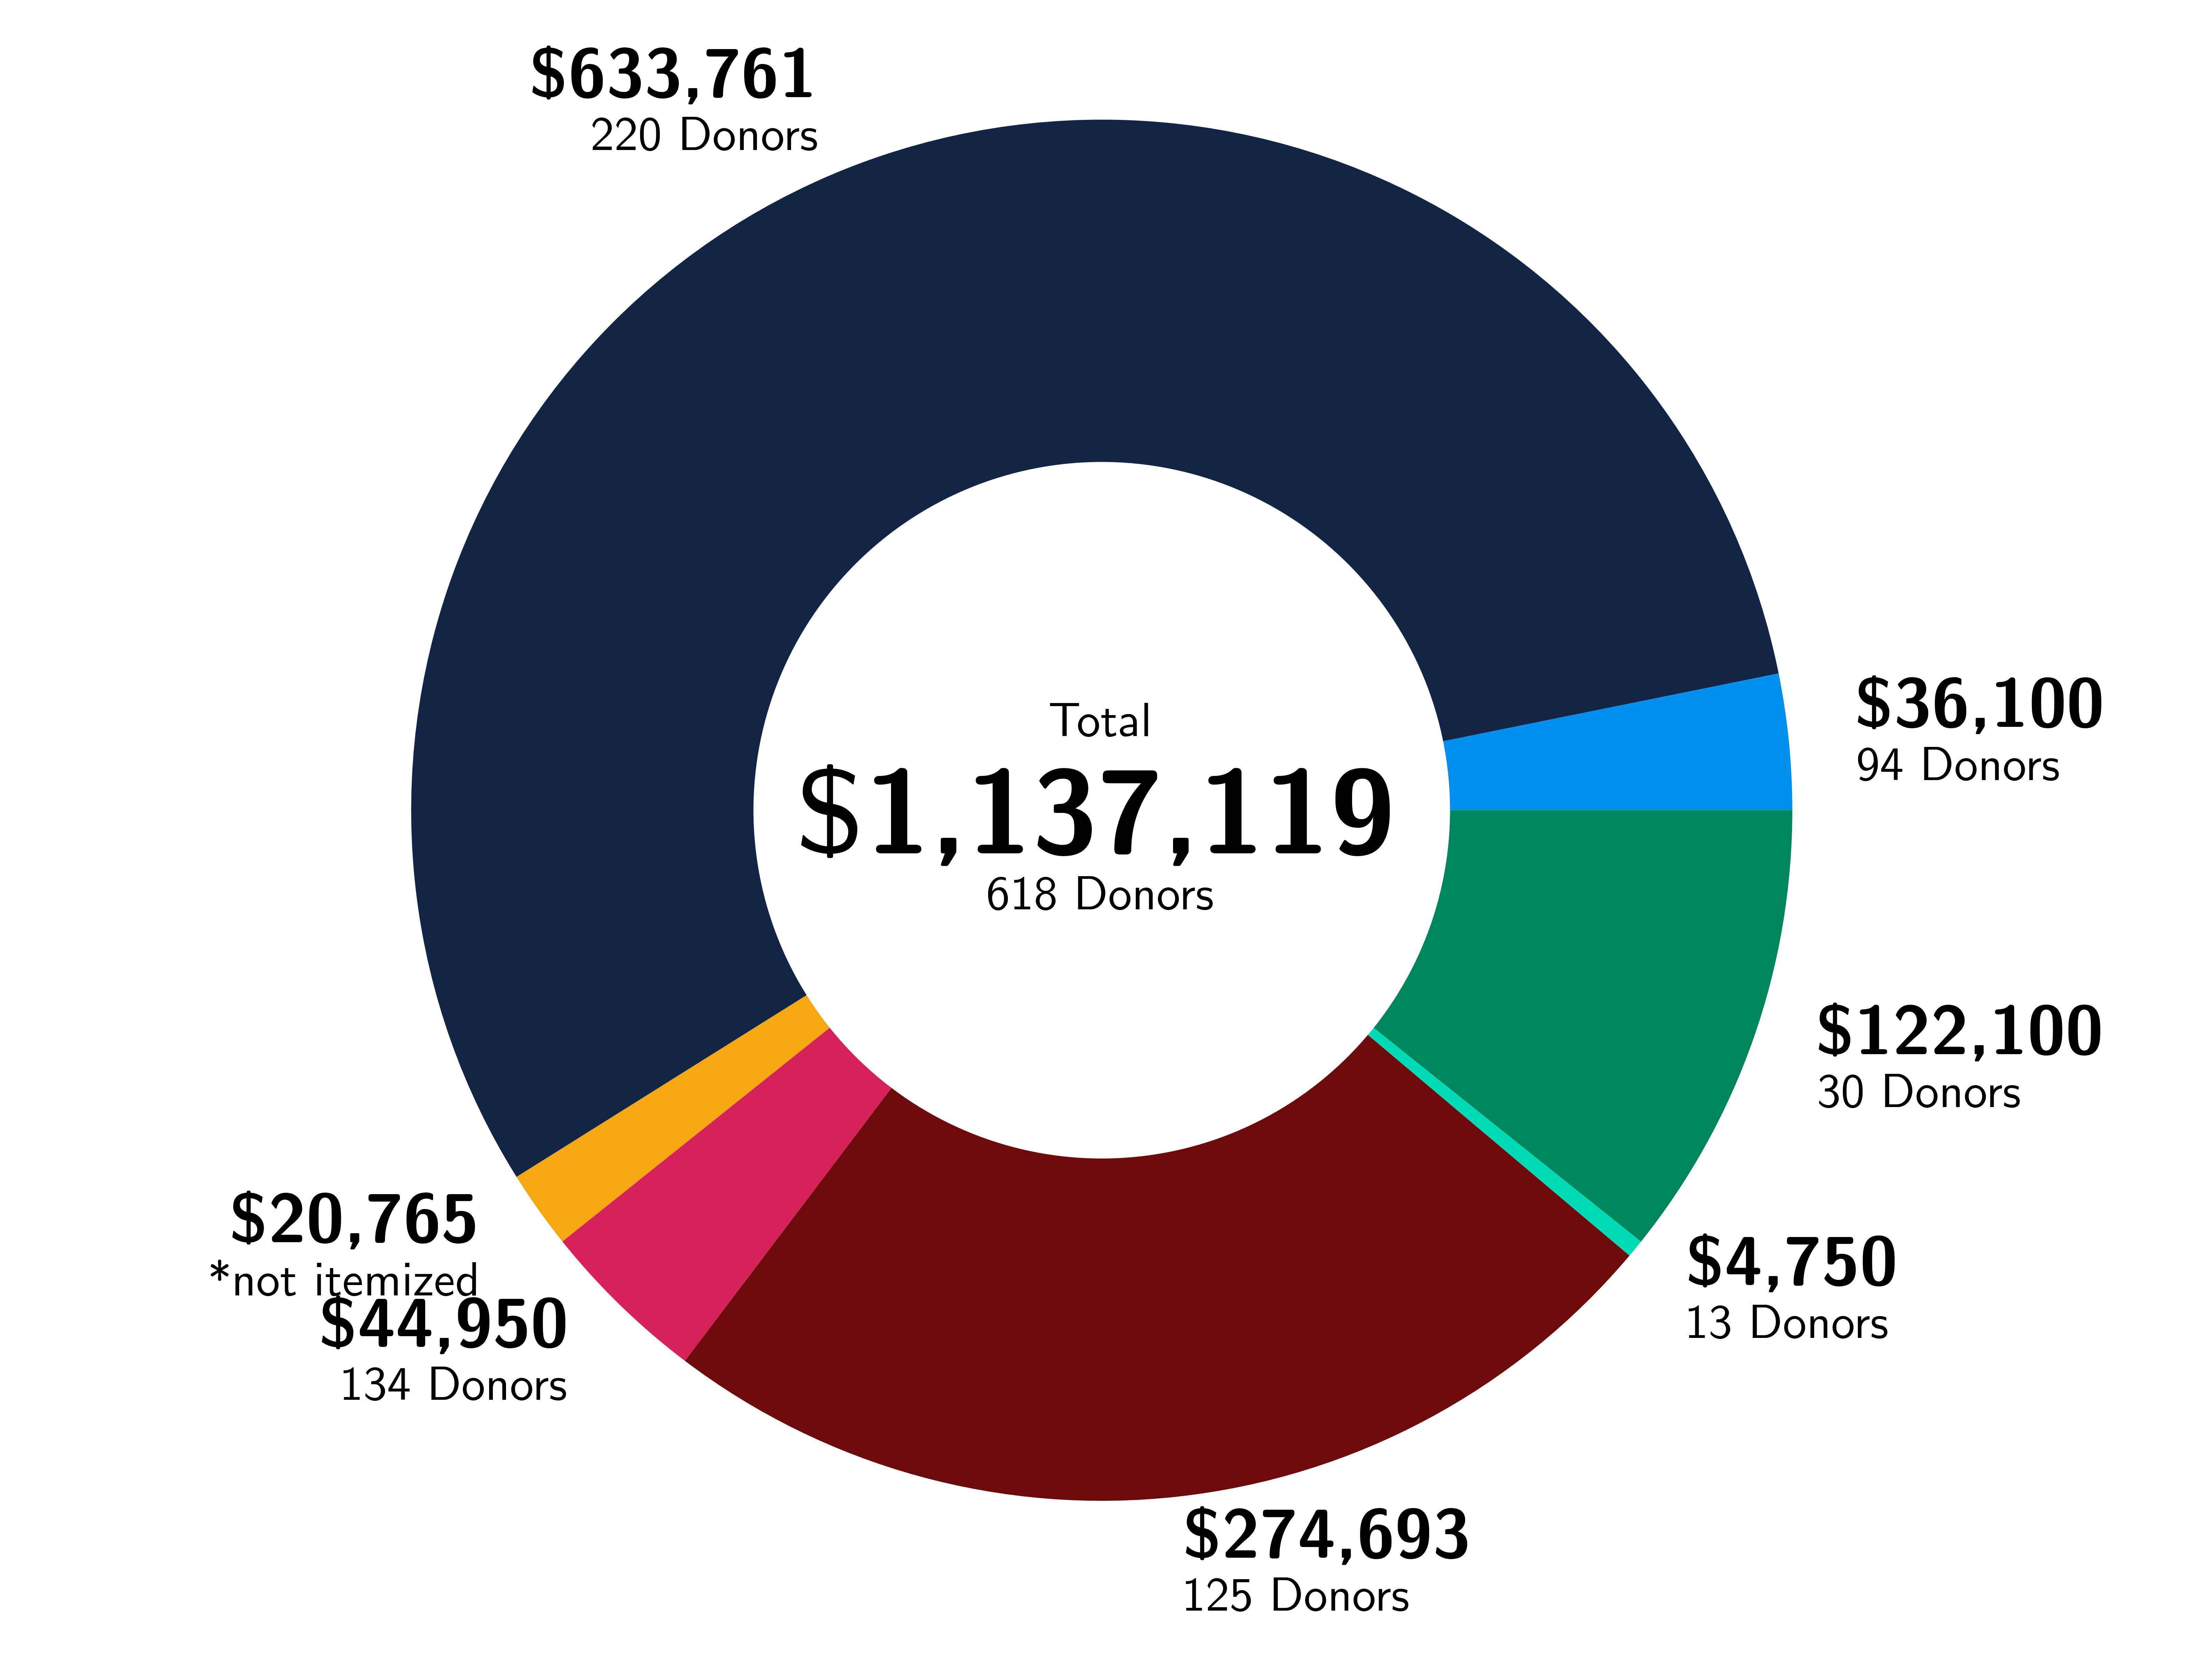 $633,761
220 Donors
$36,100
94 Donors
Total
$1,137,119
618 Donors
$122,100
30 Donors
$20,765
*not itemized
$44,950
134 Donors
$4,750
13 Donors
$274,693
125 Donors